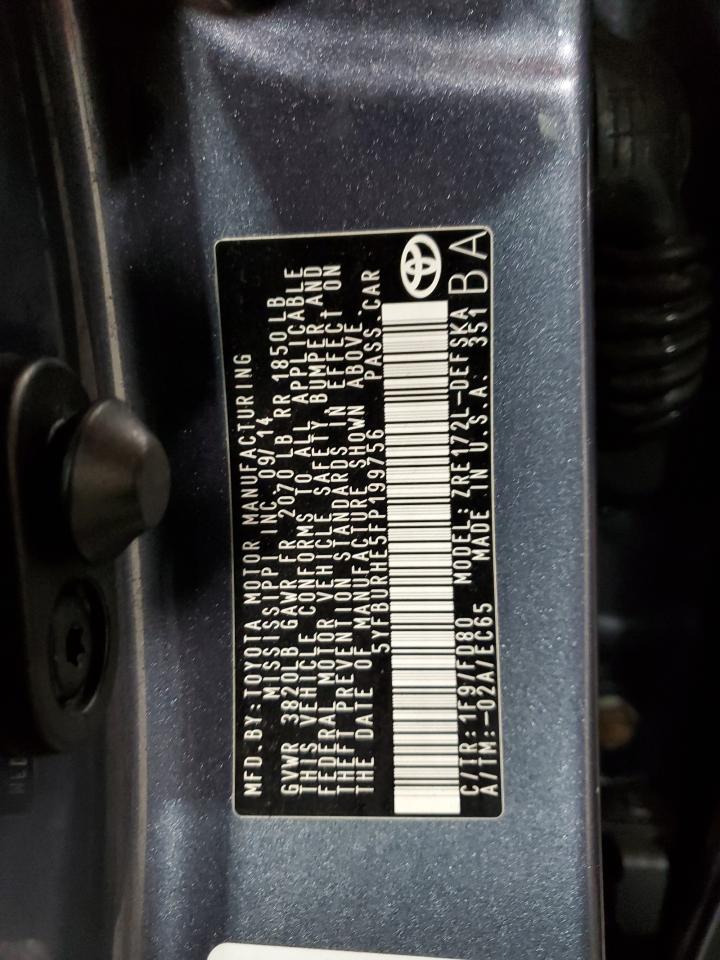 MFD.BY:TOYOTA MOTOR MANUFACTURING
MISSISSIPPI INC 09/14
GVWR 3820LB GAWR FR 2070 LB RR 1850 LB
THIS VEHICLE CONFORMS TO ALL APPLICABLE
FEDERAL MOTOR VEHICLE SAFETY BUMPER AND
THEFT PREVENTION STANDARDS IN EFFECT ON
THE DATE OF MANUFACTURE SHOWN ABOVE.
5YFBURHE5FP199756 PASS.CAR
C/TR:1F9/FD80 MODEL:ZRE172L-DEFSKA
A/TM:-02A/EC65 MADE IN U.S.A. 351
BA